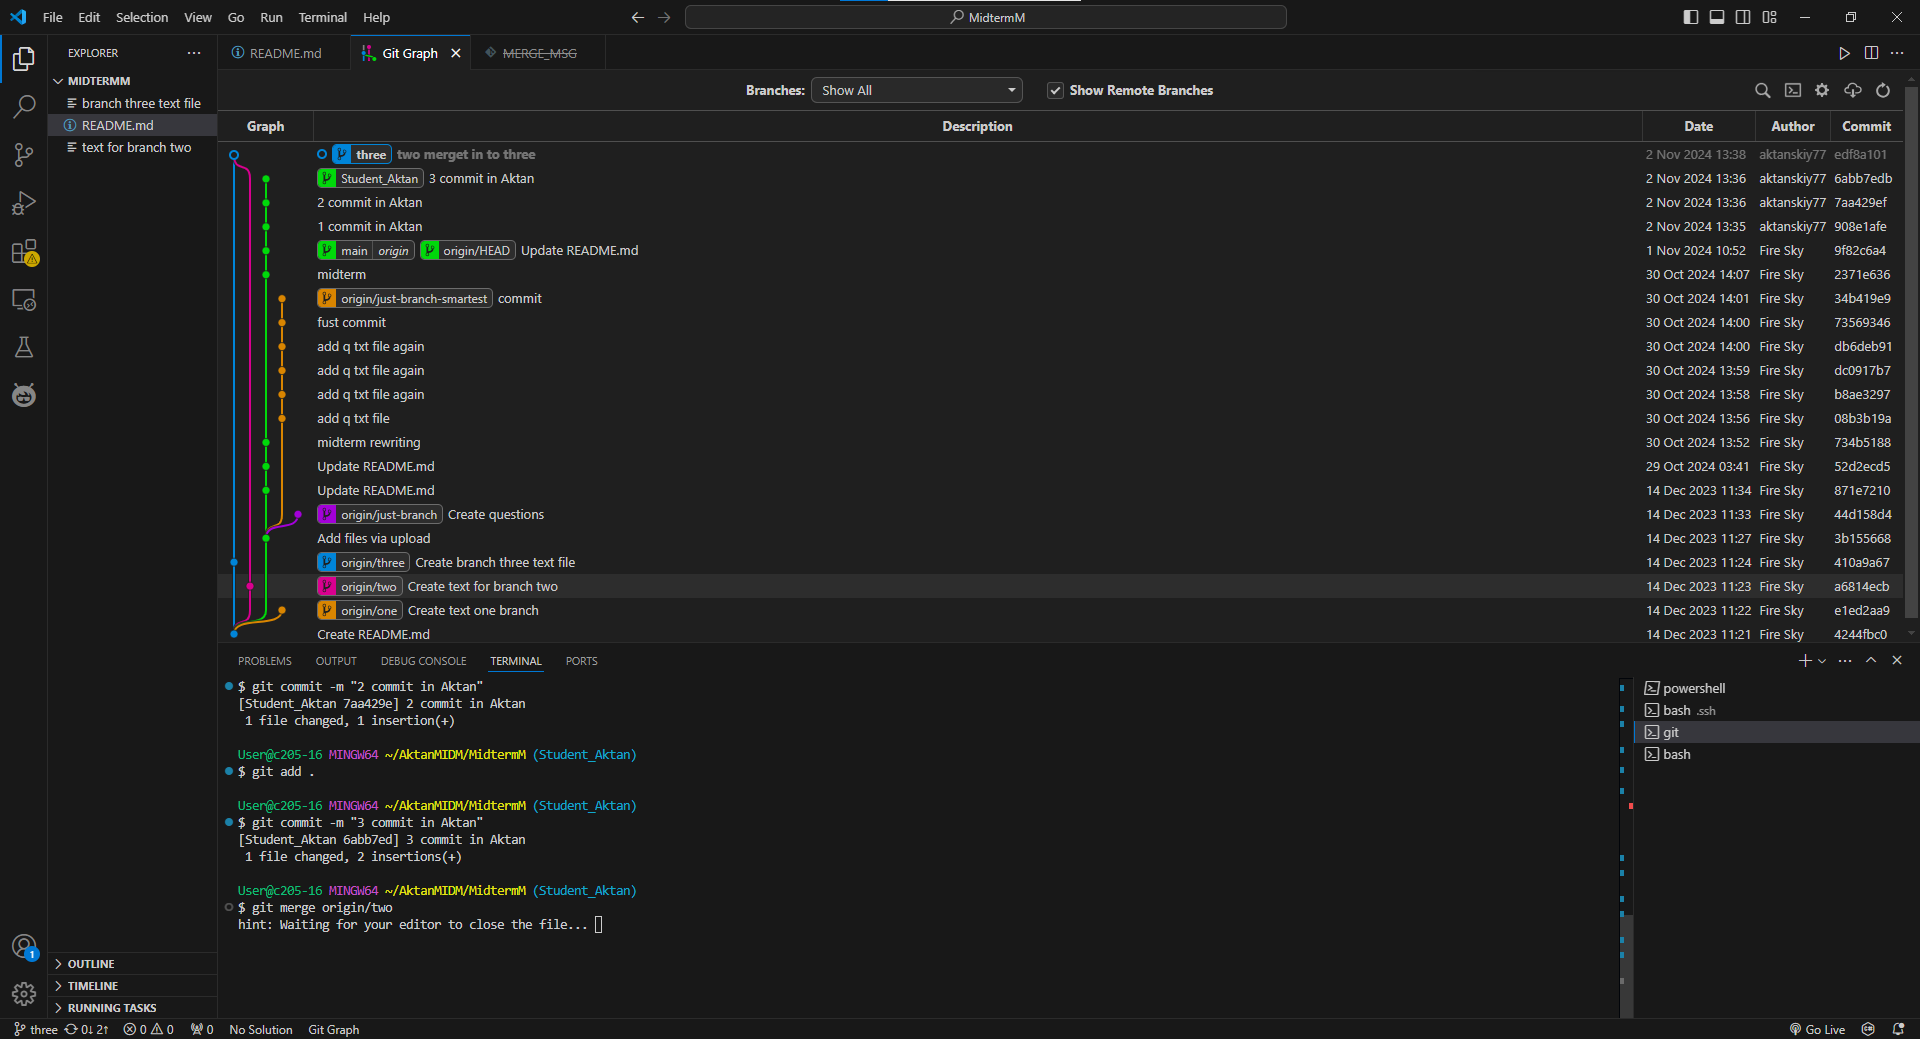 File Edit Selection View Go Run Terminal Help
MidtermM
EXPLORER
MIDTERMM
branch three text file
README.md
text for branch two
OUTLINE
TIMELINE
RUNNING TASKS
README.md Git Graph MERGE_MSG
Branches: Show All Show Remote Branches
Graph Description Date Author Commit
three two merget in to three 2 Nov 2024 13:38 aktanskiy77 edf8a101
Student_Aktan 3 commit in Aktan 2 Nov 2024 13:36 aktanskiy77 6abb7edb
2 commit in Aktan 2 Nov 2024 13:36 aktanskiy77 7aa429ef
1 commit in Aktan 2 Nov 2024 13:35 aktanskiy77 908e1afe
main origin origin/HEAD Update README.md 1 Nov 2024 10:52 Fire Sky 9f82c6a4
midterm 30 Oct 2024 14:07 Fire Sky 2371e636
origin/just-branch-smartest commit 30 Oct 2024 14:01 Fire Sky 34b419e9
fust commit 30 Oct 2024 14:00 Fire Sky 73569346
add q txt file again 30 Oct 2024 14:00 Fire Sky db6deb91
add q txt file again 30 Oct 2024 13:59 Fire Sky dc0917b7
add q txt file again 30 Oct 2024 13:58 Fire Sky b8ae3297
add q txt file 30 Oct 2024 13:56 Fire Sky 08b3b19a
midterm rewriting 30 Oct 2024 13:52 Fire Sky 734b5188
Update README.md 29 Oct 2024 03:41 Fire Sky 52d2ecd5
Update README.md 14 Dec 2023 11:34 Fire Sky 871e7210
origin/just-branch Create questions 14 Dec 2023 11:33 Fire Sky 44d158d4
Add files via upload 14 Dec 2023 11:27 Fire Sky 3b155668
origin/three Create branch three text file 14 Dec 2023 11:24 Fire Sky 410a9a67
origin/two Create text for branch two 14 Dec 2023 11:23 Fire Sky a6814ecb
origin/one Create text one branch 14 Dec 2023 11:22 Fire Sky e1ed2aa9
Create README.md 14 Dec 2023 11:21 Fire Sky 4244fbc0
PROBLEMS OUTPUT DEBUG CONSOLE TERMINAL PORTS
$ git commit -m "2 commit in Aktan"
[Student_Aktan 7aa429e] 2 commit in Aktan
1 file changed, 1 insertion(+)
User@c205-16 MINGW64 ~/AktanMIDM/MidtermM (Student_Aktan)
$ git add .
User@c205-16 MINGW64 ~/AktanMIDM/MidtermM (Student_Aktan)
$ git commit -m "3 commit in Aktan"
[Student_Aktan 6abb7ed] 3 commit in Aktan
1 file changed, 2 insertions(+)
User@c205-16 MINGW64 ~/AktanMIDM/MidtermM (Student_Aktan)
$ git merge origin/two
hint: Waiting for your editor to close the file...
powershell
bash .ssh
git
bash
1
three 0↓ 2↑ 0 0 0 No Solution Git Graph Go Live